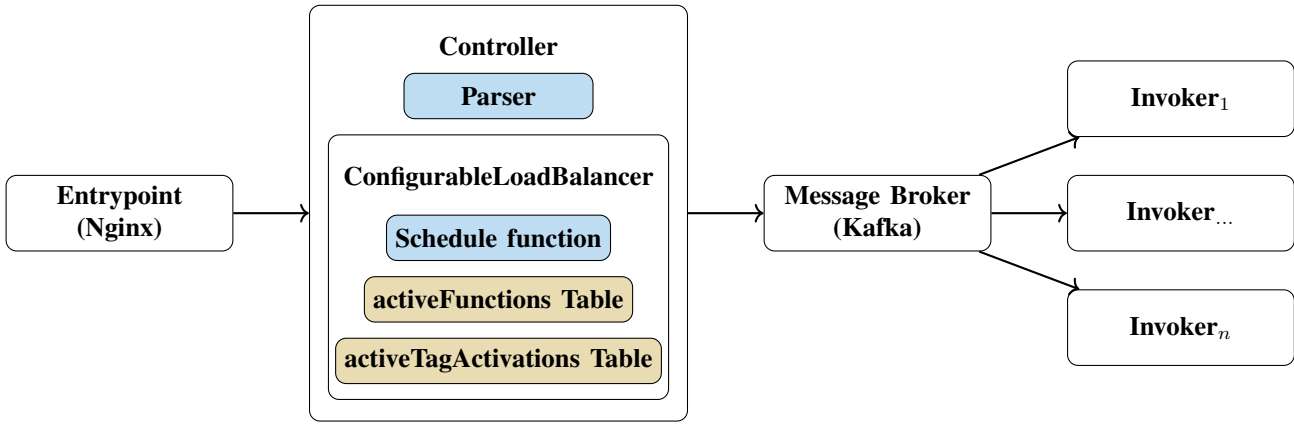 Entrypoint
(Nginx)
Controller
Parser
ConfigurableLoadBalancer
Schedule function
activeFunctions Table
activeTagActivations Table
Message Broker
(Kafka)
Invoker₁
Invoker...
Invokerₙ